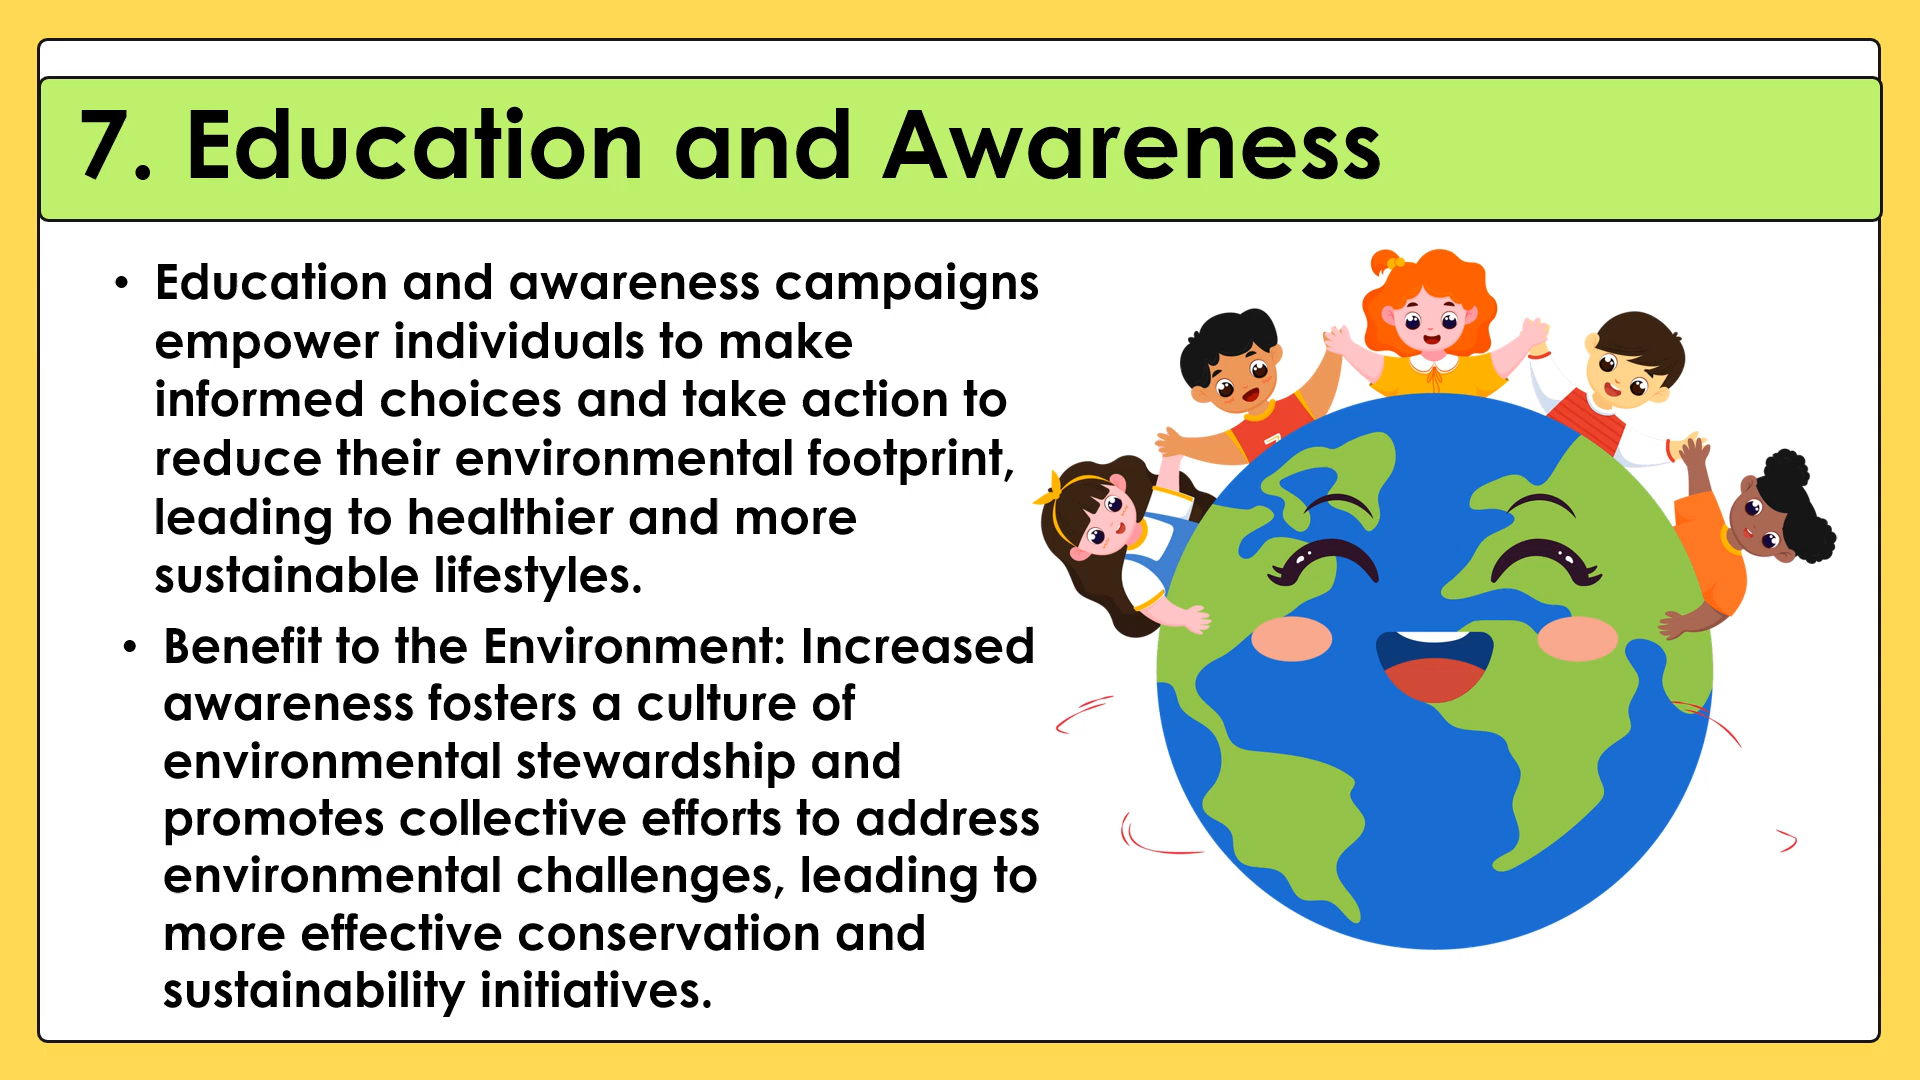 7. Education and Awareness
• Education and awareness campaigns
empower individuals to make
informed choices and take action to
reduce their environmental footprint,
leading to healthier and more
sustainable lifestyles.
• Benefit to the Environment: Increased
awareness fosters a culture of
environmental stewardship and
promotes collective efforts to address
environmental challenges, leading to
more effective conservation and
sustainability initiatives.